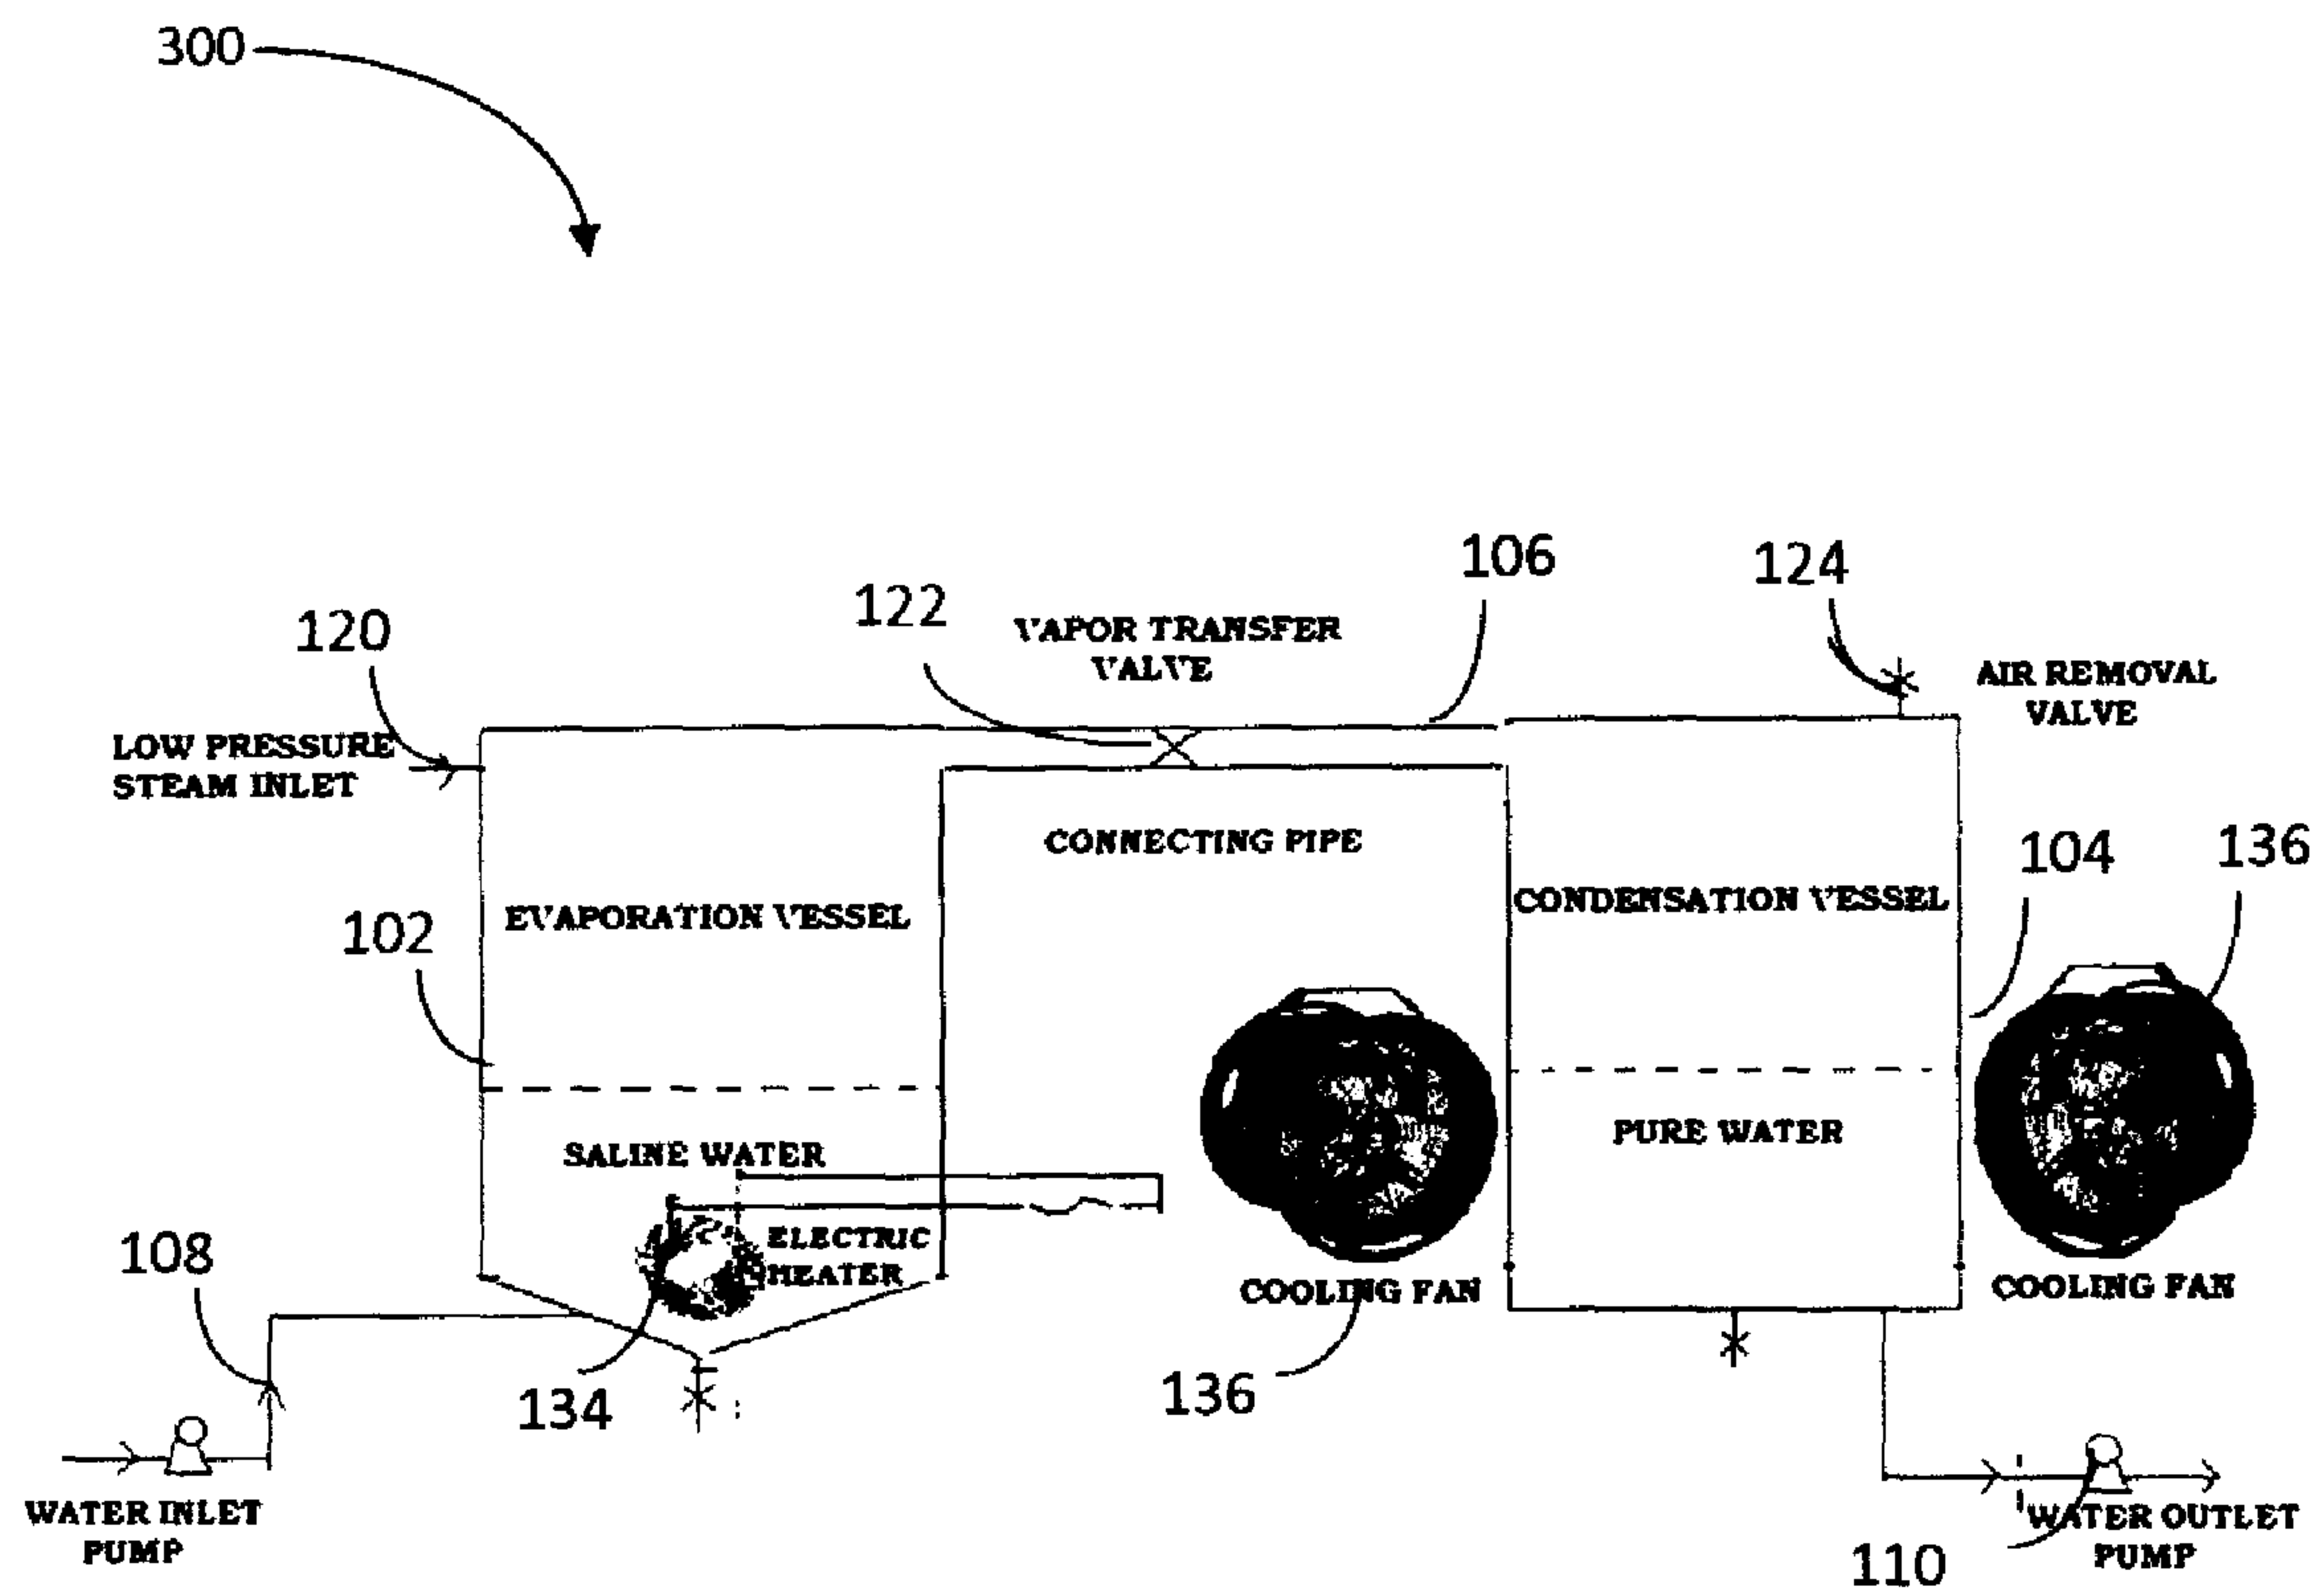 300
106
124
122
120
VAPOR TRANSFER
VALVE
AIR REMOVAL
VALVE
LOW PRESSURE
STEAM INLET
CONNECTING PIPE
104
136
EVAPORATION VESSEL
CONDENSATION VESSEL
102
SALINE WATER
PURE WATER
ELECTRIC
HEATER
108
COOLING FAN
COOLING FAN
134
136
WATER INLET
PUMP
WATER OUTLET
PUMP
110